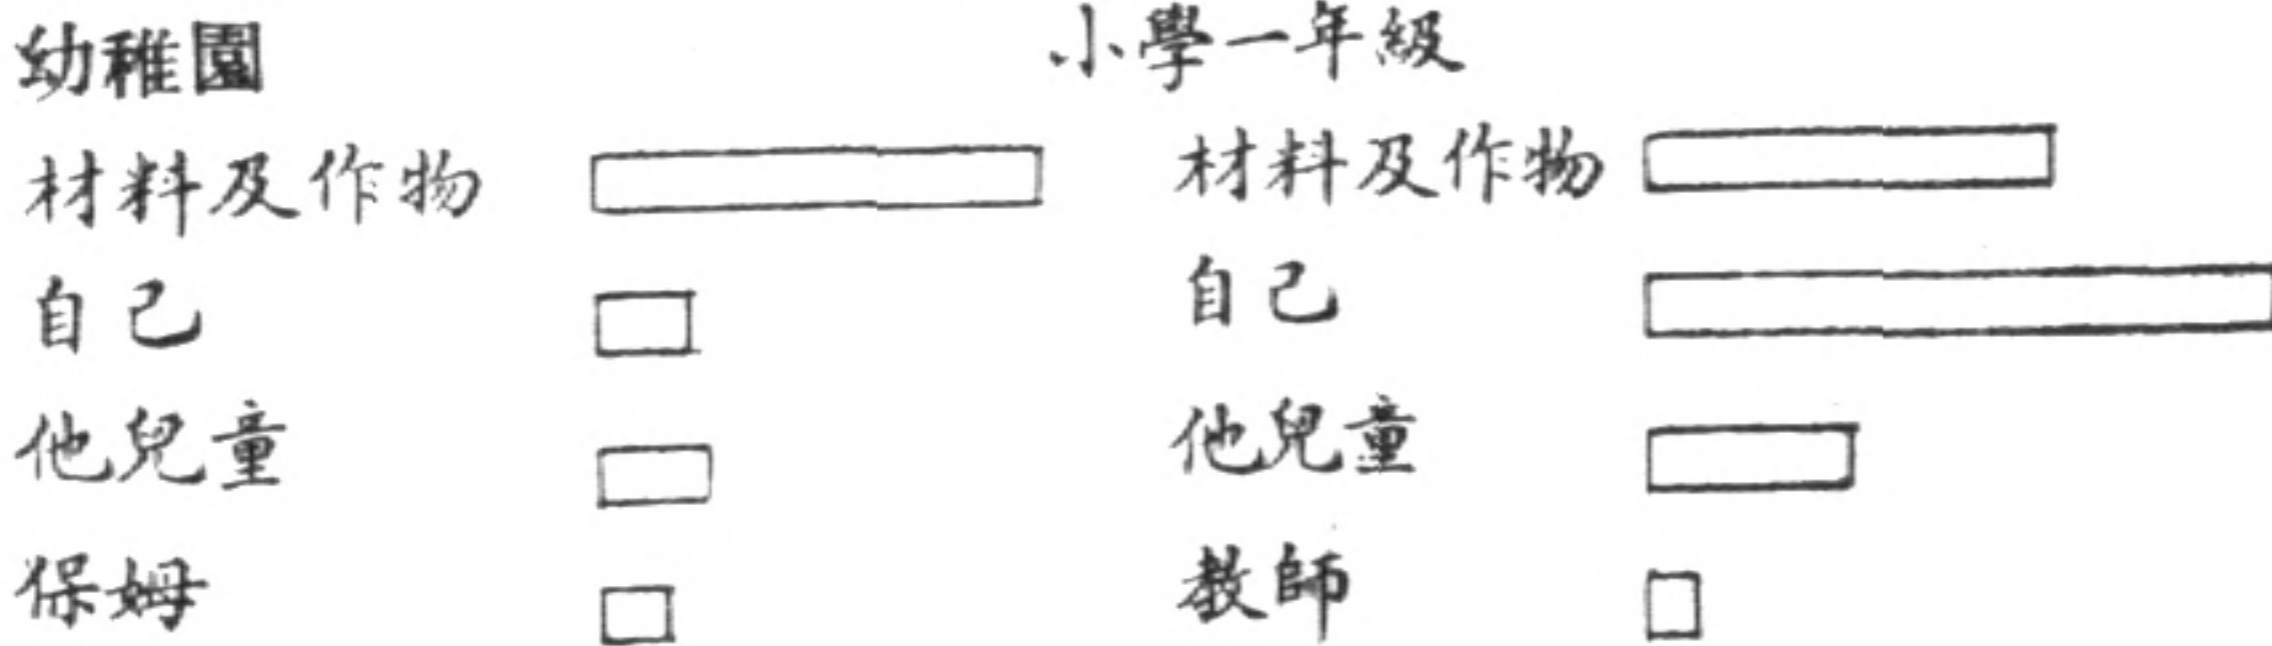 幼稚園
材料及作物
自己
他兒童
保姆
小學一年級
材料及作物
自己
他兒童
教師